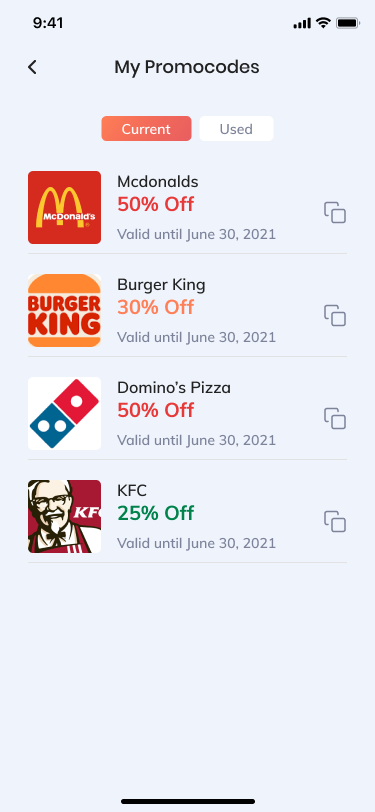 9:41
My Promocodes
Current
Used
McDonald's
Mcdonalds
50% Off
Valid until June 30, 2021
BURGER
KING
Burger King
30% Off
Valid until June 30, 2021
Domino’s Pizza
50% Off
Valid until June 30, 2021
KFC
KFC
25% Off
Valid until June 30, 2021